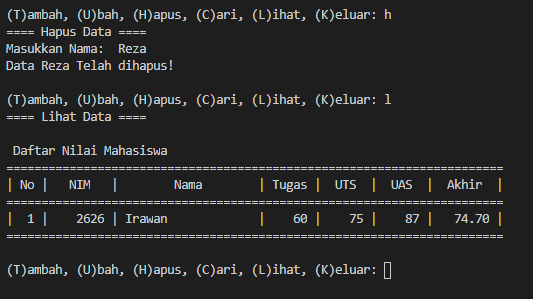 (T)ambah, (U)bah, (H)apus, (C)ari, (L)ihat, (K)eluar: h
==== Hapus Data ====
Masukkan Nama:  Reza
Data Reza Telah dihapus!
(T)ambah, (U)bah, (H)apus, (C)ari, (L)ihat, (K)eluar: l
==== Lihat Data ====
Daftar Nilai Mahasiswa
=======================================================================
| No |   NIM   |        Nama        | Tugas |  UTS  |  UAS  |  Akhir  |
=======================================================================
|  1 |    2626 | Irawan             |    60 |    75 |    87 |   74.70 |
=======================================================================
(T)ambah, (U)bah, (H)apus, (C)ari, (L)ihat, (K)eluar: